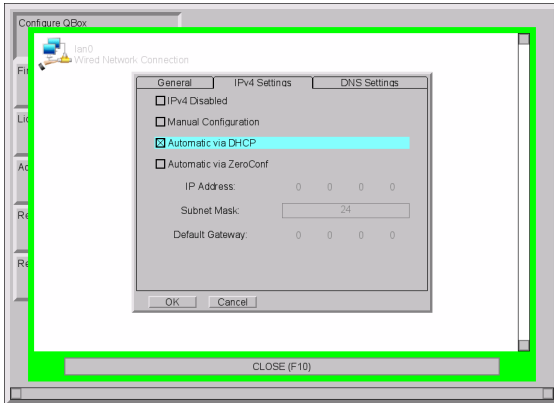 Configure QBox
lan0
Wired Network Connection
General IPv4 Settings DNS Settings
IPv4 Disabled
Manual Configuration
Automatic via DHCP
Automatic via ZeroConf
IP Address: 0 0 0 0
Subnet Mask: 24
Default Gateway: 0 0 0 0
OK Cancel
CLOSE (F10)